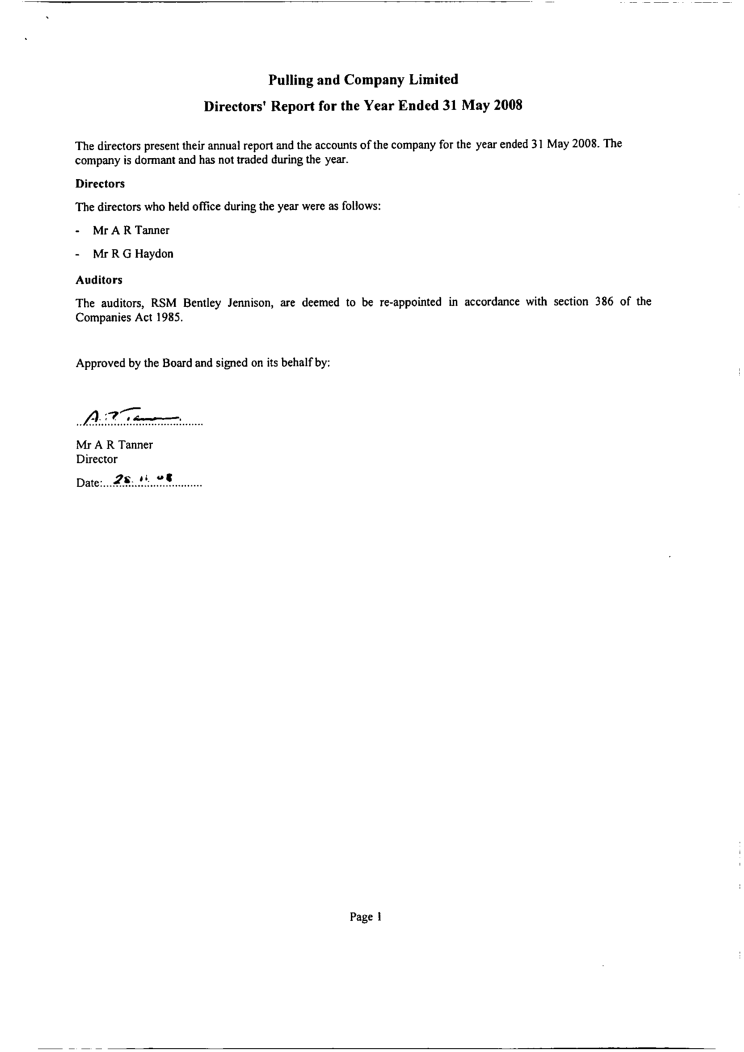 Pulling and Company Limited
Directors' Report for the Year Ended 31 May 2008
The directors present their annual report and the accounts of the company for the year ended 31 May 2008. The
company is dormant and has not traded during the year.
Directors
The directors who held office during the year were as follows:
- Mr A R Tanner
- Mr R G Haydon
Auditors
The auditors, RSM Bentley Jennison, are deemed to be re-appointed in accordance with section 386 of the
Companies Act 1985.
Approved by the Board and signed on its behalf by:
A. R Tanner
Mr A R Tanner
Director
Date: 28. 11. 08
Page 1